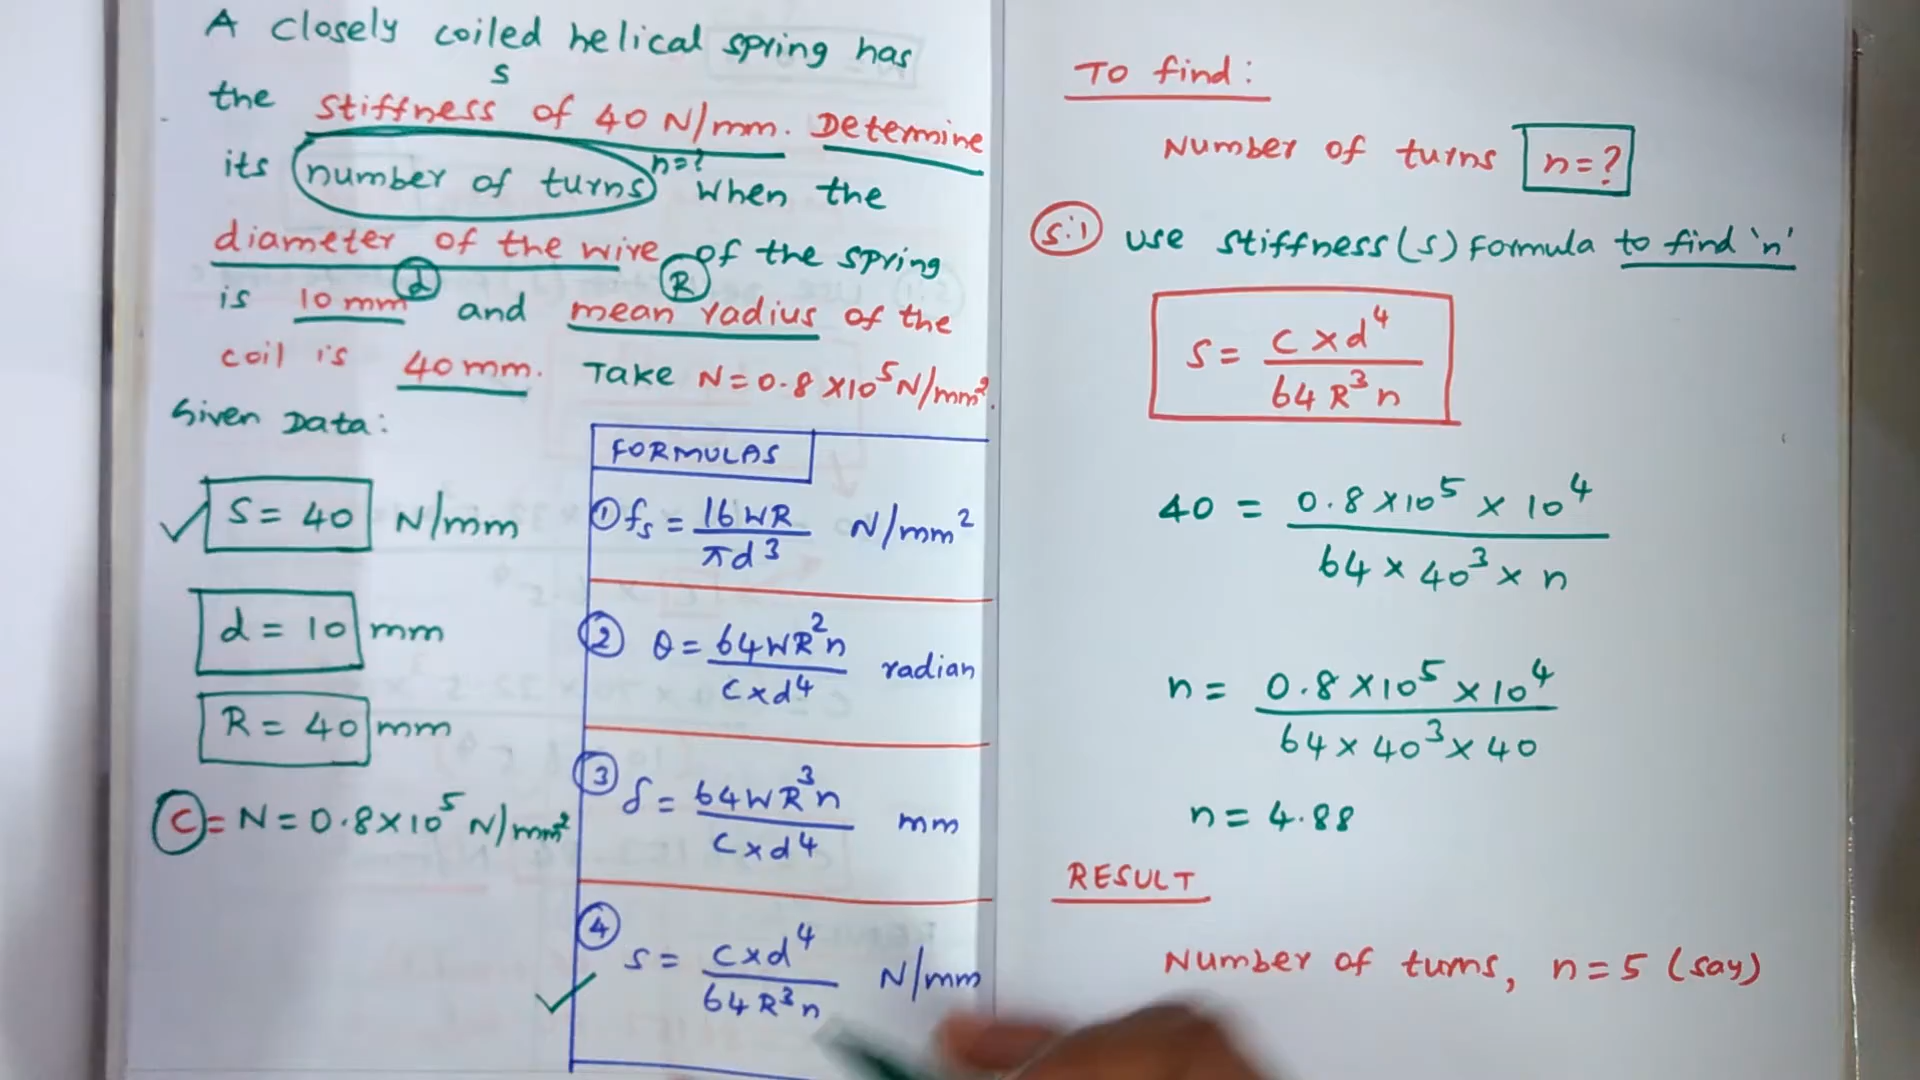 A closely coiled helical spring has
S
the stiffness of 40 N/mm. Determine
its number of turns n=? when the
diameter of the wire of the spring
d R
is 10 mm and mean radius of the
coil is 40 mm. Take N=0.8×10⁵N/mm².
Given Data:
S= 40 N/mm
d = 10 mm
R = 40 mm
C = N = 0.8×10⁵ N/mm²
FORMULAS
① fs = 16WR/πd³ N/mm²
② θ = 64WR²n/C×d⁴ radian
③ δ = 64WR³n/C×d⁴ mm
④ S = C×d⁴/64R³n N/mm
To find:
Number of turns n=?
S:1 Use stiffness(S) Formula to find 'n'
S = C×d⁴/64R³n
40 = 0.8×10⁵×10⁴/64×40³×n
n = 0.8×10⁵×10⁴/64×40³×40
n = 4.88
RESULT
Number of turns, n=5 (say)